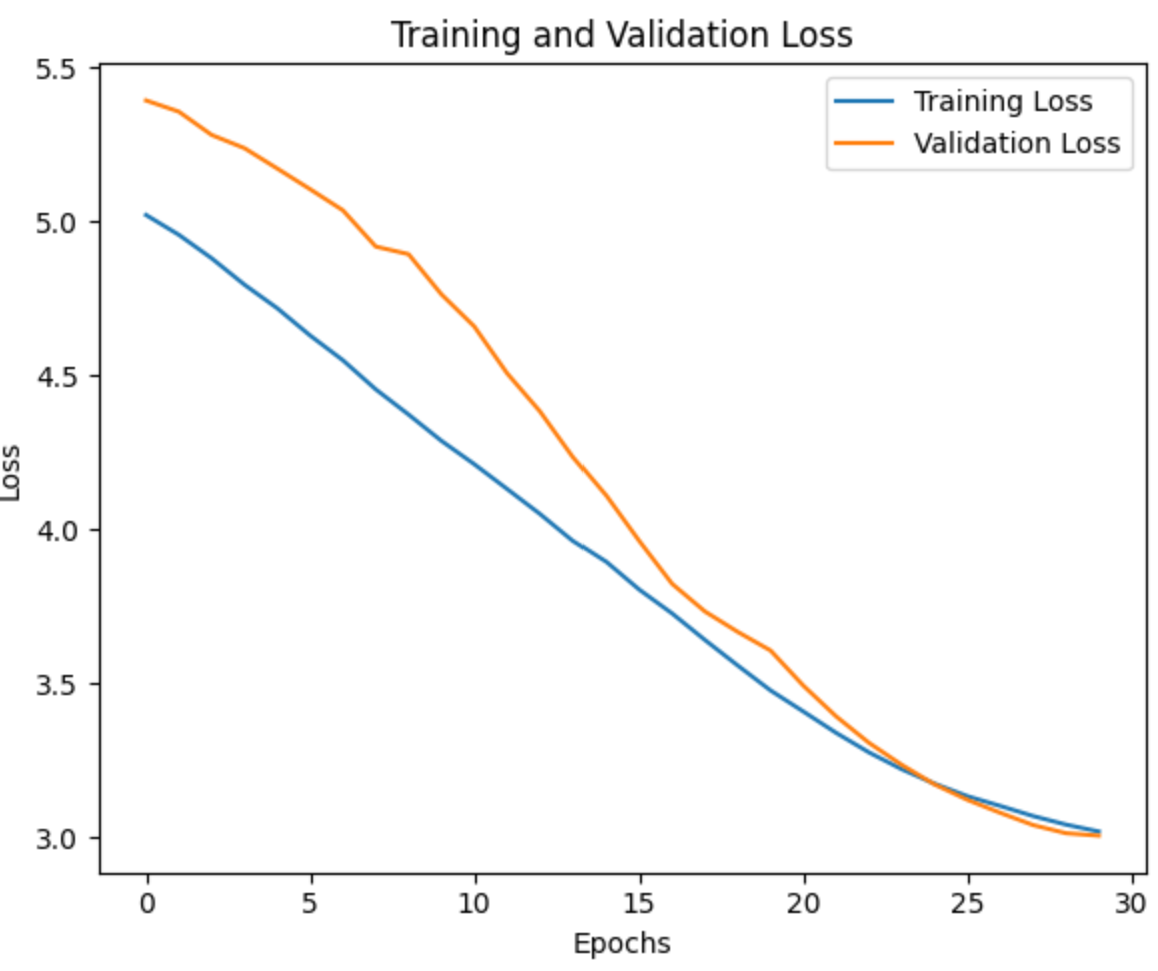 Training and Validation Loss
5.5
5.0
4.5
4.0
3.5
3.0
Loss
Training Loss
Validation Loss
0 5 10 15 20 25 30
Epochs